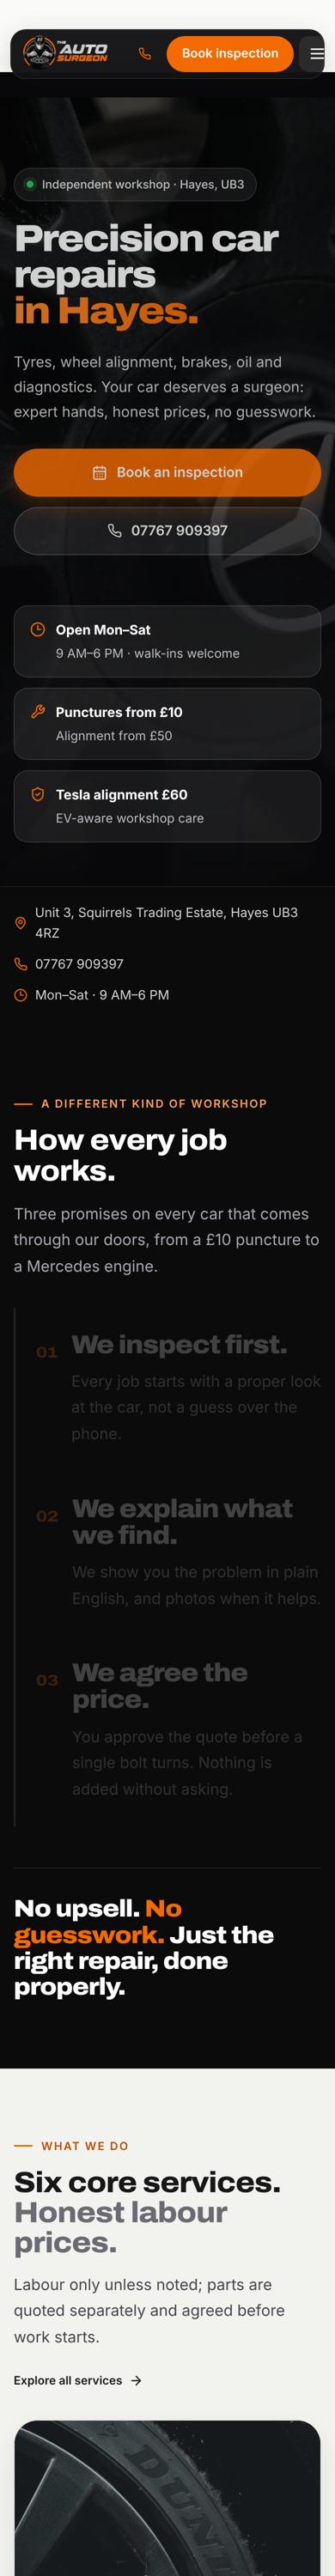 THE
AUTO
SURGEON
Book inspection
Independent workshop · Hayes, UB3
Precision car
repairs
in Hayes.
Tyres, wheel alignment, brakes, oil and
diagnostics. Your car deserves a surgeon:
expert hands, honest prices, no guesswork.
Book an inspection
07767 909397
Open Mon–Sat
9 AM–6 PM · walk-ins welcome
Punctures from £10
Alignment from £50
Tesla alignment £60
EV-aware workshop care
Unit 3, Squirrels Trading Estate, Hayes UB3
4RZ
07767 909397
Mon–Sat · 9 AM–6 PM
A DIFFERENT KIND OF WORKSHOP
How every job
works.
Three promises on every car that comes
through our doors, from a £10 puncture to
a Mercedes engine.
01 We inspect first.
Every job starts with a proper look
at the car, not a guess over the
phone.
02 We explain what
we find.
We show you the problem in plain
English, and photos when it helps.
03 We agree the
price.
You approve the quote before a
single bolt turns. Nothing is
added without asking.
No upsell. No
guesswork. Just the
right repair, done
properly.
WHAT WE DO
Six core services.
Honest labour
prices.
Labour only unless noted; parts are
quoted separately and agreed before
work starts.
Explore all services